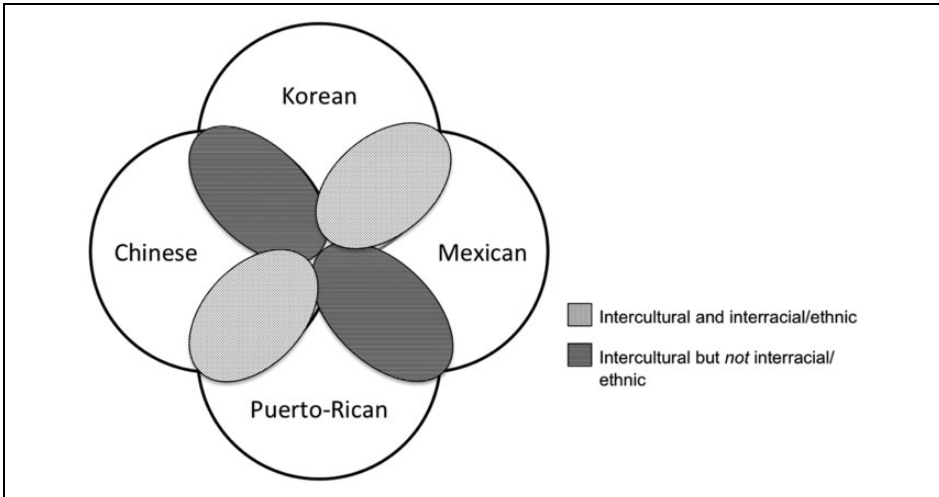 Korean
Chinese
Mexican
Puerto-Rican
Intercultural and interracial/ethnic
Intercultural but not interracial/
ethnic